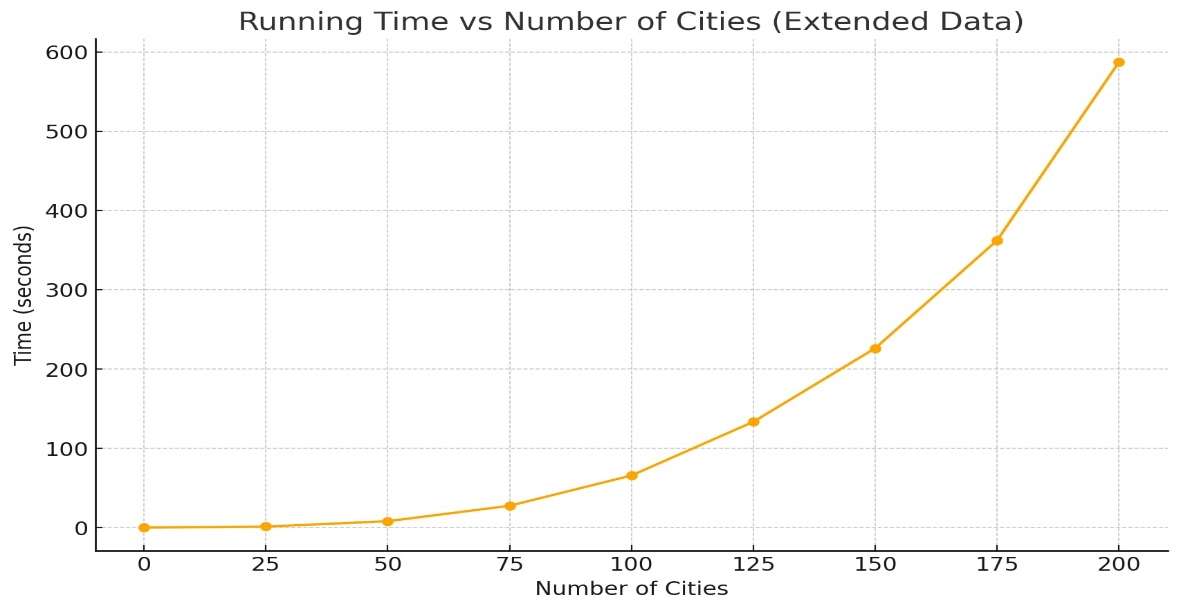 Running Time vs Number of Cities (Extended Data)
600
500
400
300
200
100
0
Time (seconds)
0 25 50 75 100 125 150 175 200
Number of Cities